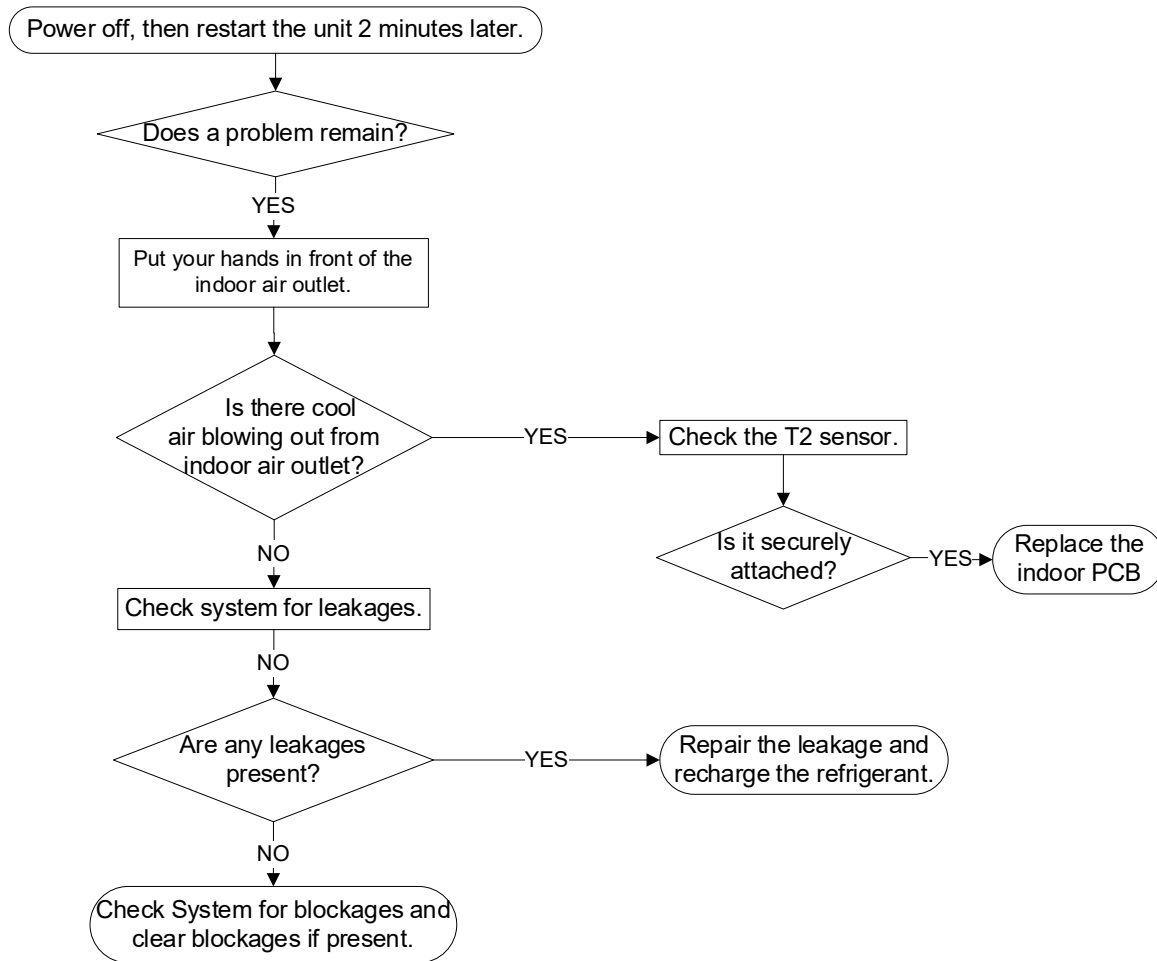 Power off, then restart the unit 2 minutes later.
Does a problem remain?
YES
Put your hands in front of the
indoor air outlet.
Is there cool
air blowing out from
indoor air outlet?
YES
Check the T2 sensor.
Is it securely
attached?
YES
Replace the
indoor PCB
NO
Check system for leakages.
NO
Are any leakages
present?
YES
Repair the leakage and
recharge the refrigerant.
NO
Check System for blockages and
clear blockages if present.